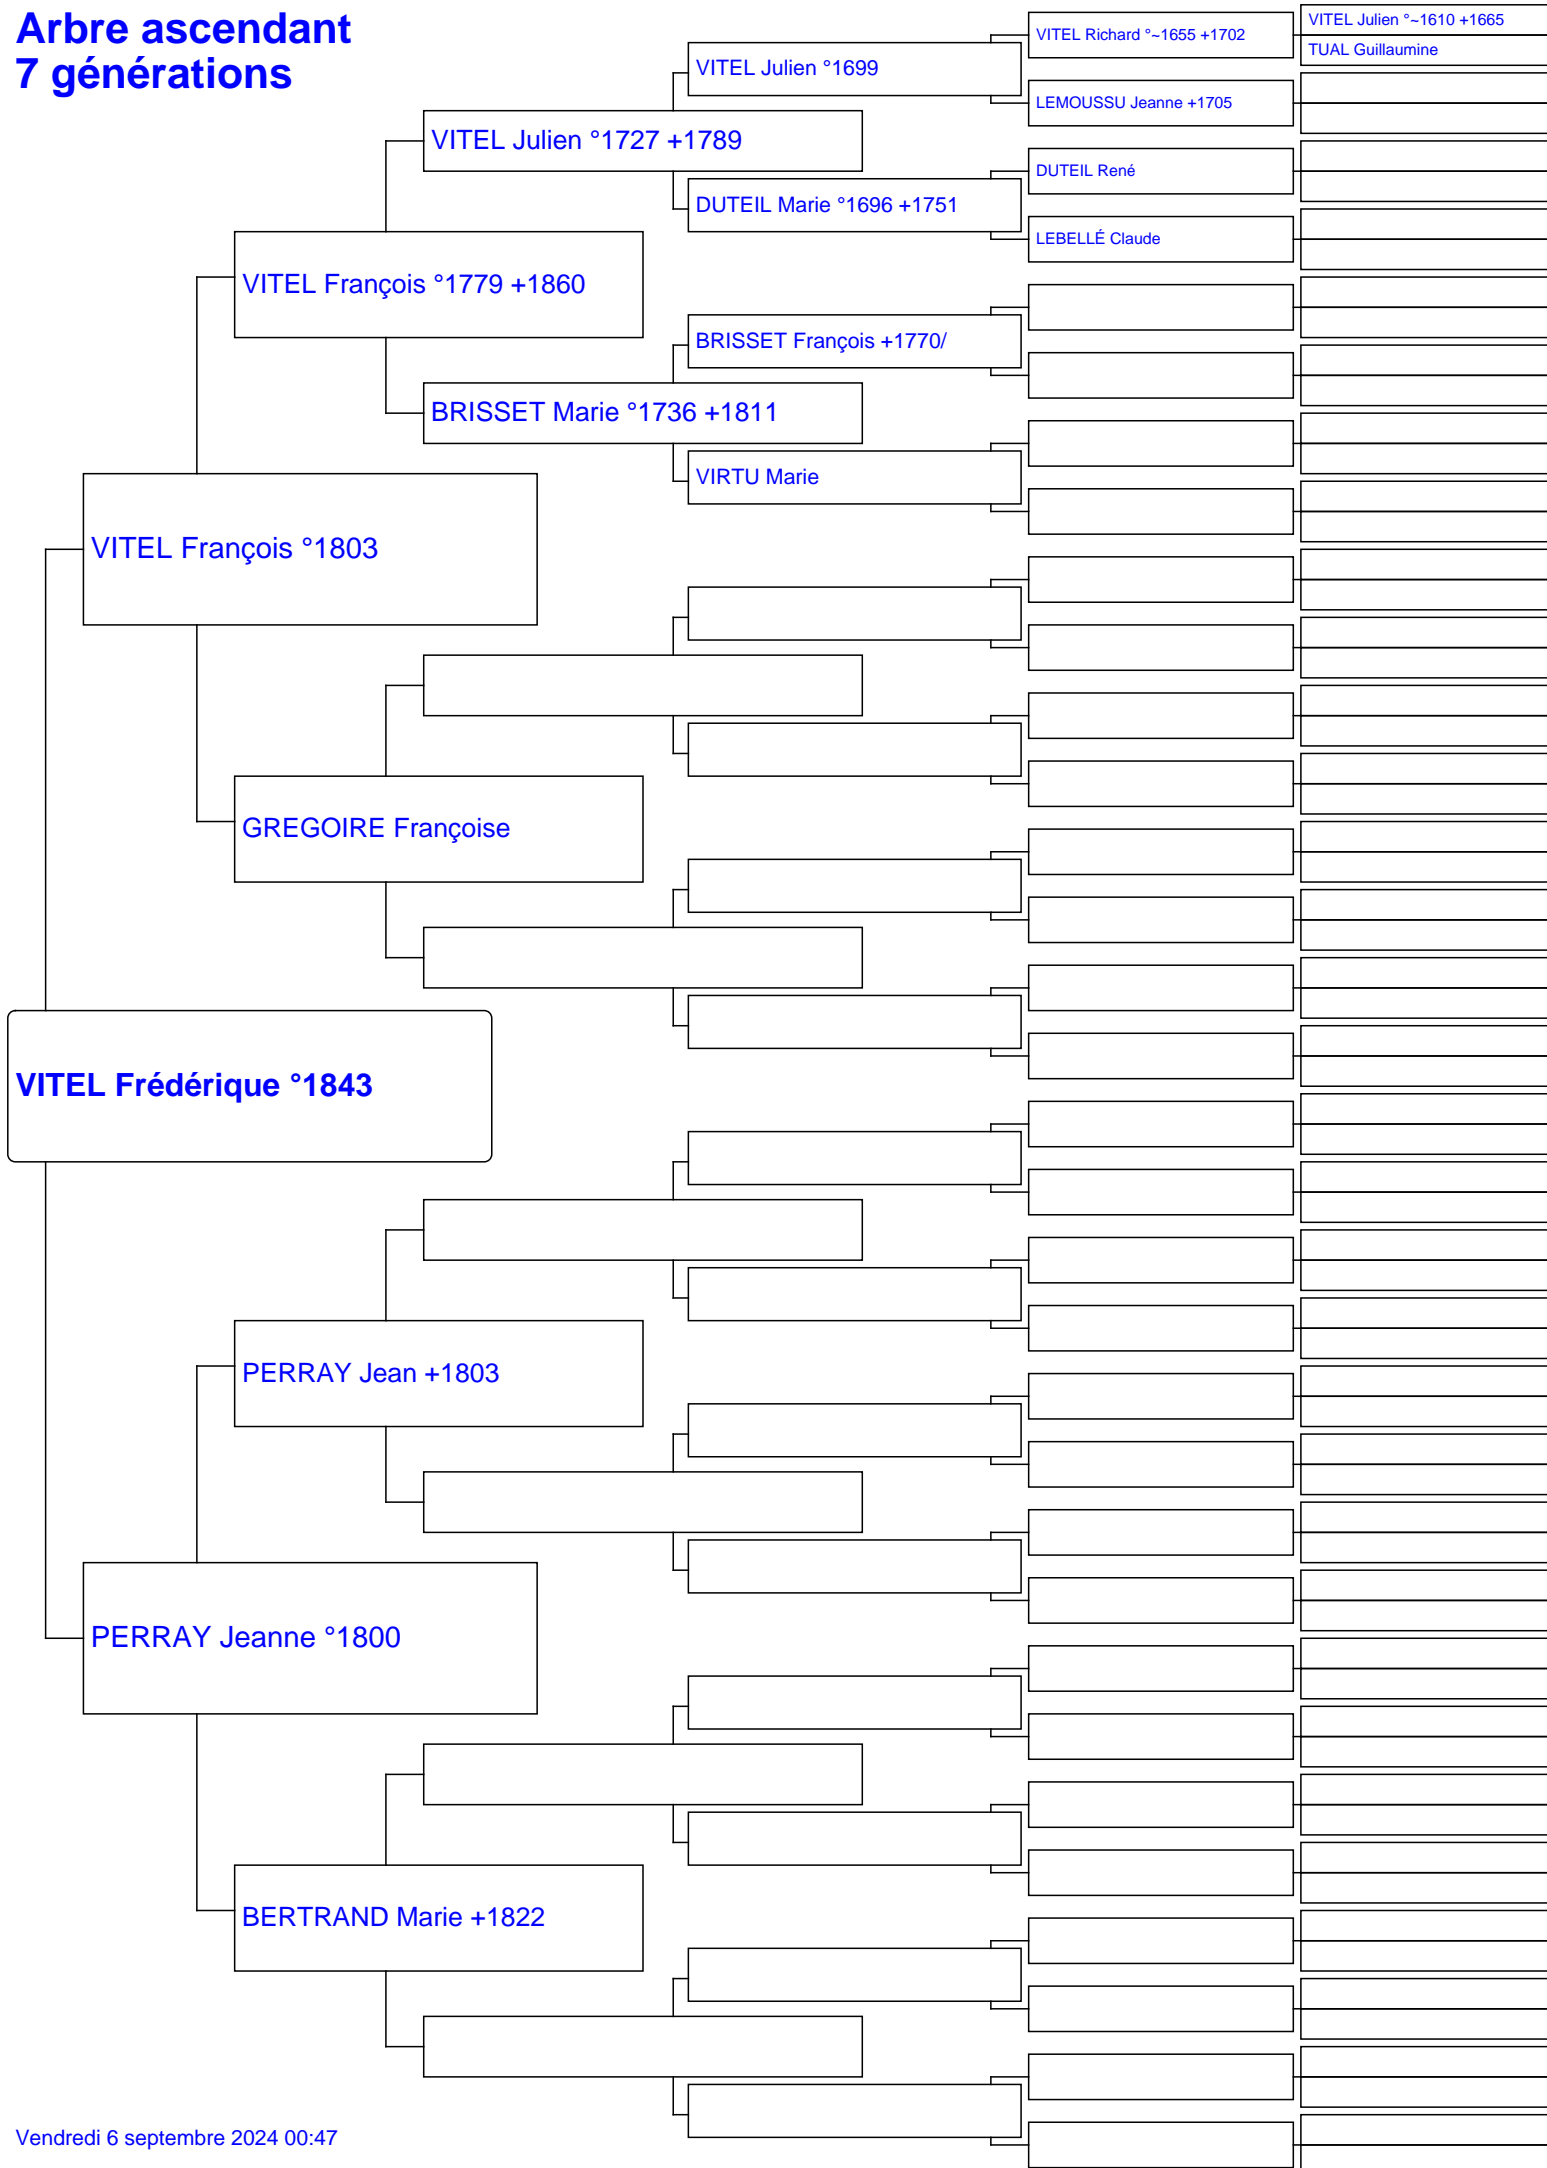 Arbre ascendant
7 générations
VITEL Julien °~1610 +1665
VITEL Richard °~1655 +1702
TUAL Guillaumine
VITEL Julien °1699
LEMOUSSU Jeanne +1705
VITEL Julien °1727 +1789
DUTEIL René
DUTEIL Marie °1696 +1751
LEBELLÉ Claude
VITEL François °1779 +1860
BRISSET François +1770/
BRISSET Marie °1736 +1811
VIRTU Marie
VITEL François °1803
GREGOIRE Françoise
VITEL Frédérique °1843
PERRAY Jean +1803
PERRAY Jeanne °1800
BERTRAND Marie +1822
Vendredi 6 septembre 2024 00:47